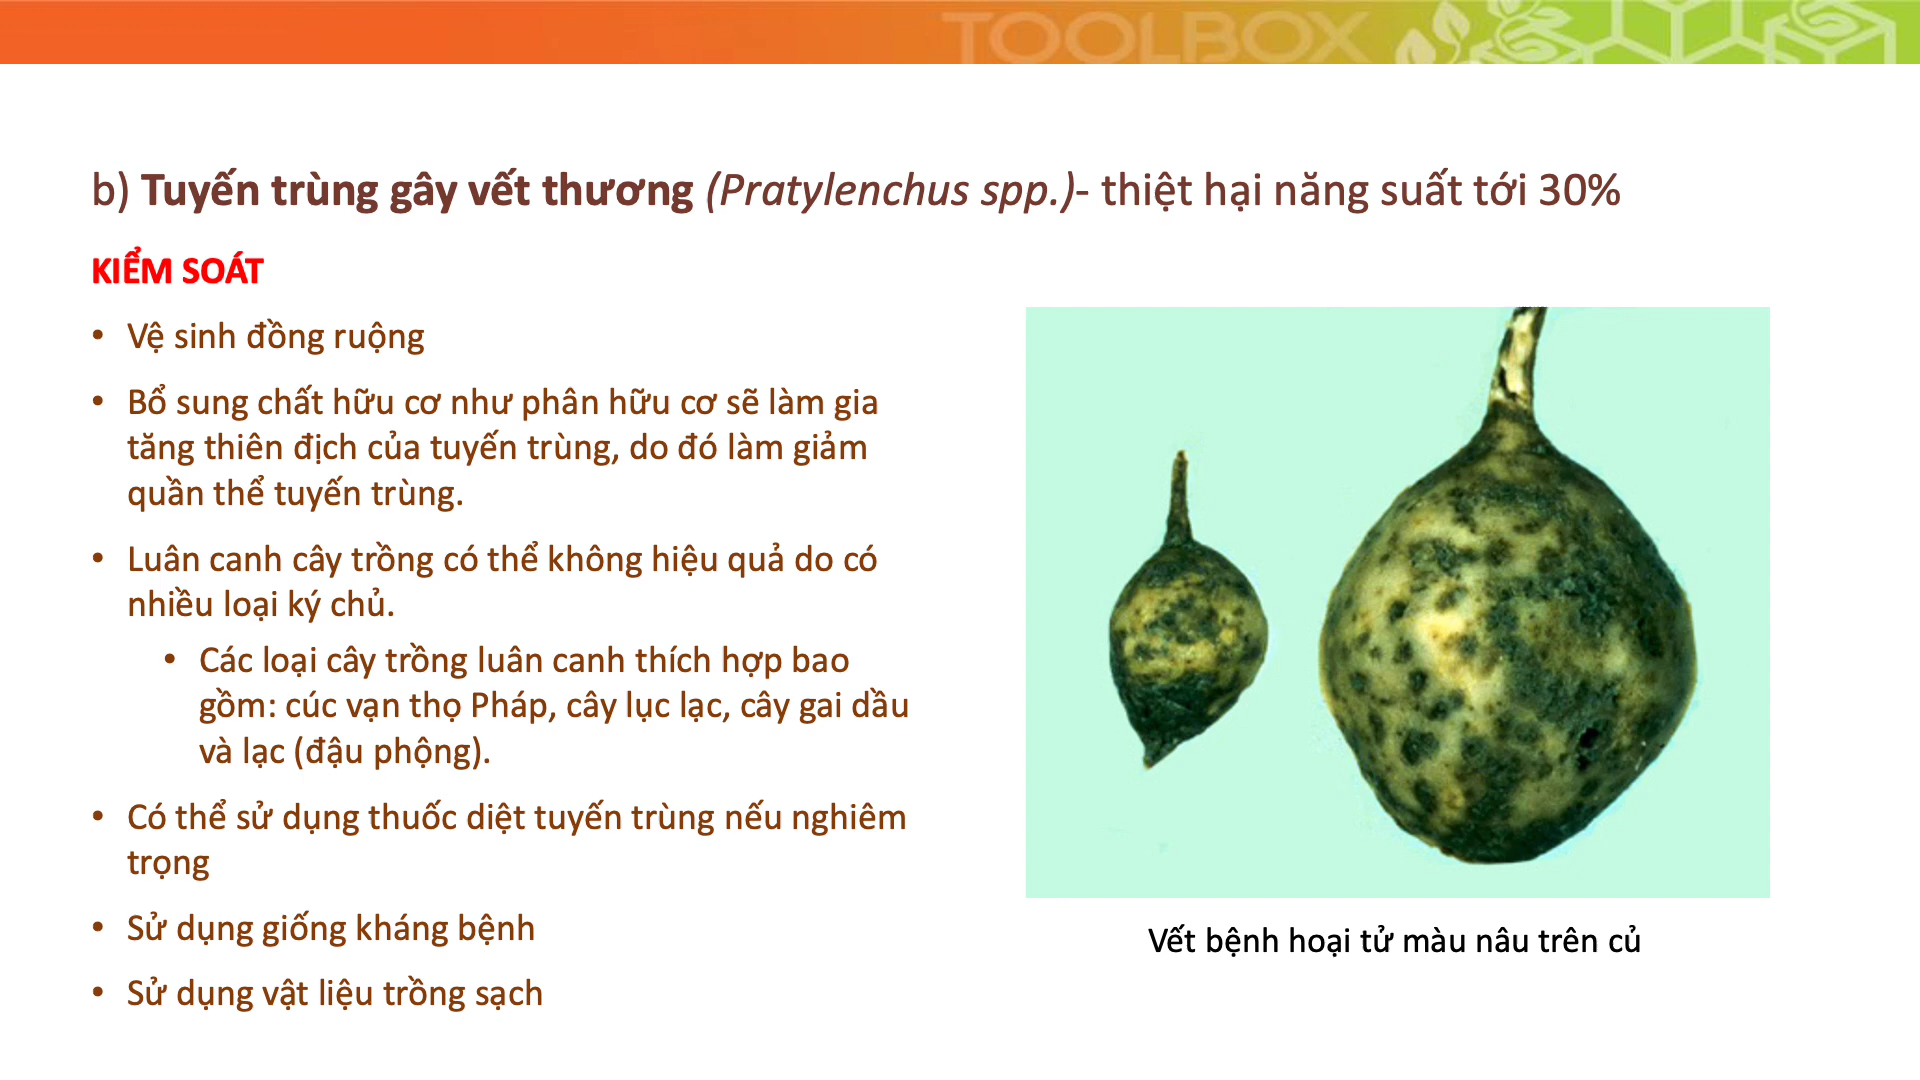 TOOLBOX
b) Tuyến trùng gây vết thương (Pratylenchus spp.)- thiệt hại năng suất tới 30%
KIỂM SOÁT
• Vệ sinh đồng ruộng
• Bổ sung chất hữu cơ như phân hữu cơ sẽ làm gia
tăng thiên địch của tuyến trùng, do đó làm giảm
quần thể tuyến trùng.
• Luân canh cây trồng có thể không hiệu quả do có
nhiều loại ký chủ.
• Các loại cây trồng luân canh thích hợp bao
gồm: cúc vạn thọ Pháp, cây lục lạc, cây gai dầu
và lạc (đậu phộng).
• Có thể sử dụng thuốc diệt tuyến trùng nếu nghiêm
trọng
• Sử dụng giống kháng bệnh
• Sử dụng vật liệu trồng sạch
Vết bệnh hoại tử màu nâu trên củ